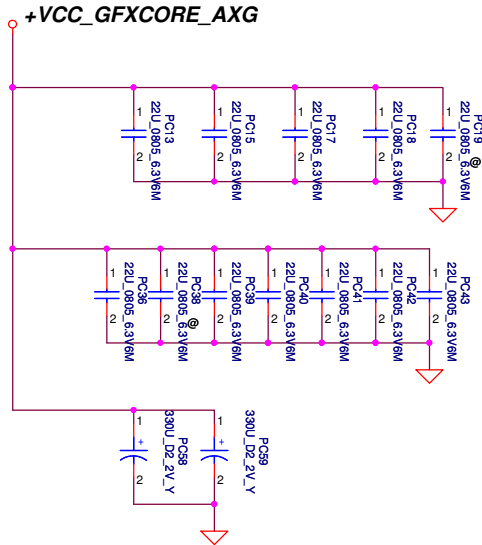 +VCC_GFXCORE_AXG
1
2
PC13
22U_0805_6.3V6M
1
2
PC15
22U_0805_6.3V6M
1
2
PC17
22U_0805_6.3V6M
1
2
PC18
22U_0805_6.3V6M
1
2
PC19
22U_0805_6.3V6M
@
1
2
PC36
22U_0805_6.3V6M
1
2
PC38
22U_0805_6.3V6M
@
1
2
PC39
22U_0805_6.3V6M
1
2
PC40
22U_0805_6.3V6M
1
2
PC41
22U_0805_6.3V6M
1
2
PC42
22U_0805_6.3V6M
1
2
PC43
22U_0805_6.3V6M
1
+
2
PC58
330U_D2_2V_Y
1
+
2
PC59
330U_D2_2V_Y